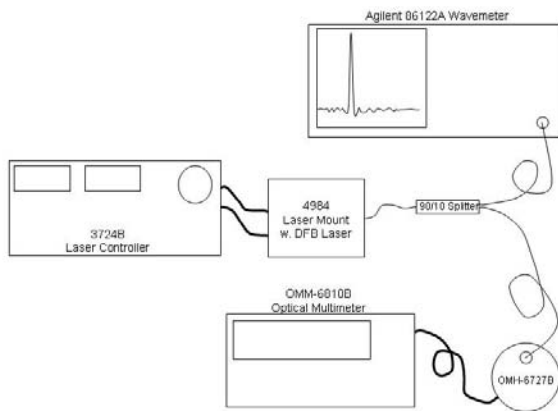 Agilent 86122A Wavemeter
3724B
Laser Controller
4984
Laser Mount
w. DFB Laser
90/10 Splitter
OMM-6810B
Optical Multimeter
OMH-6727B